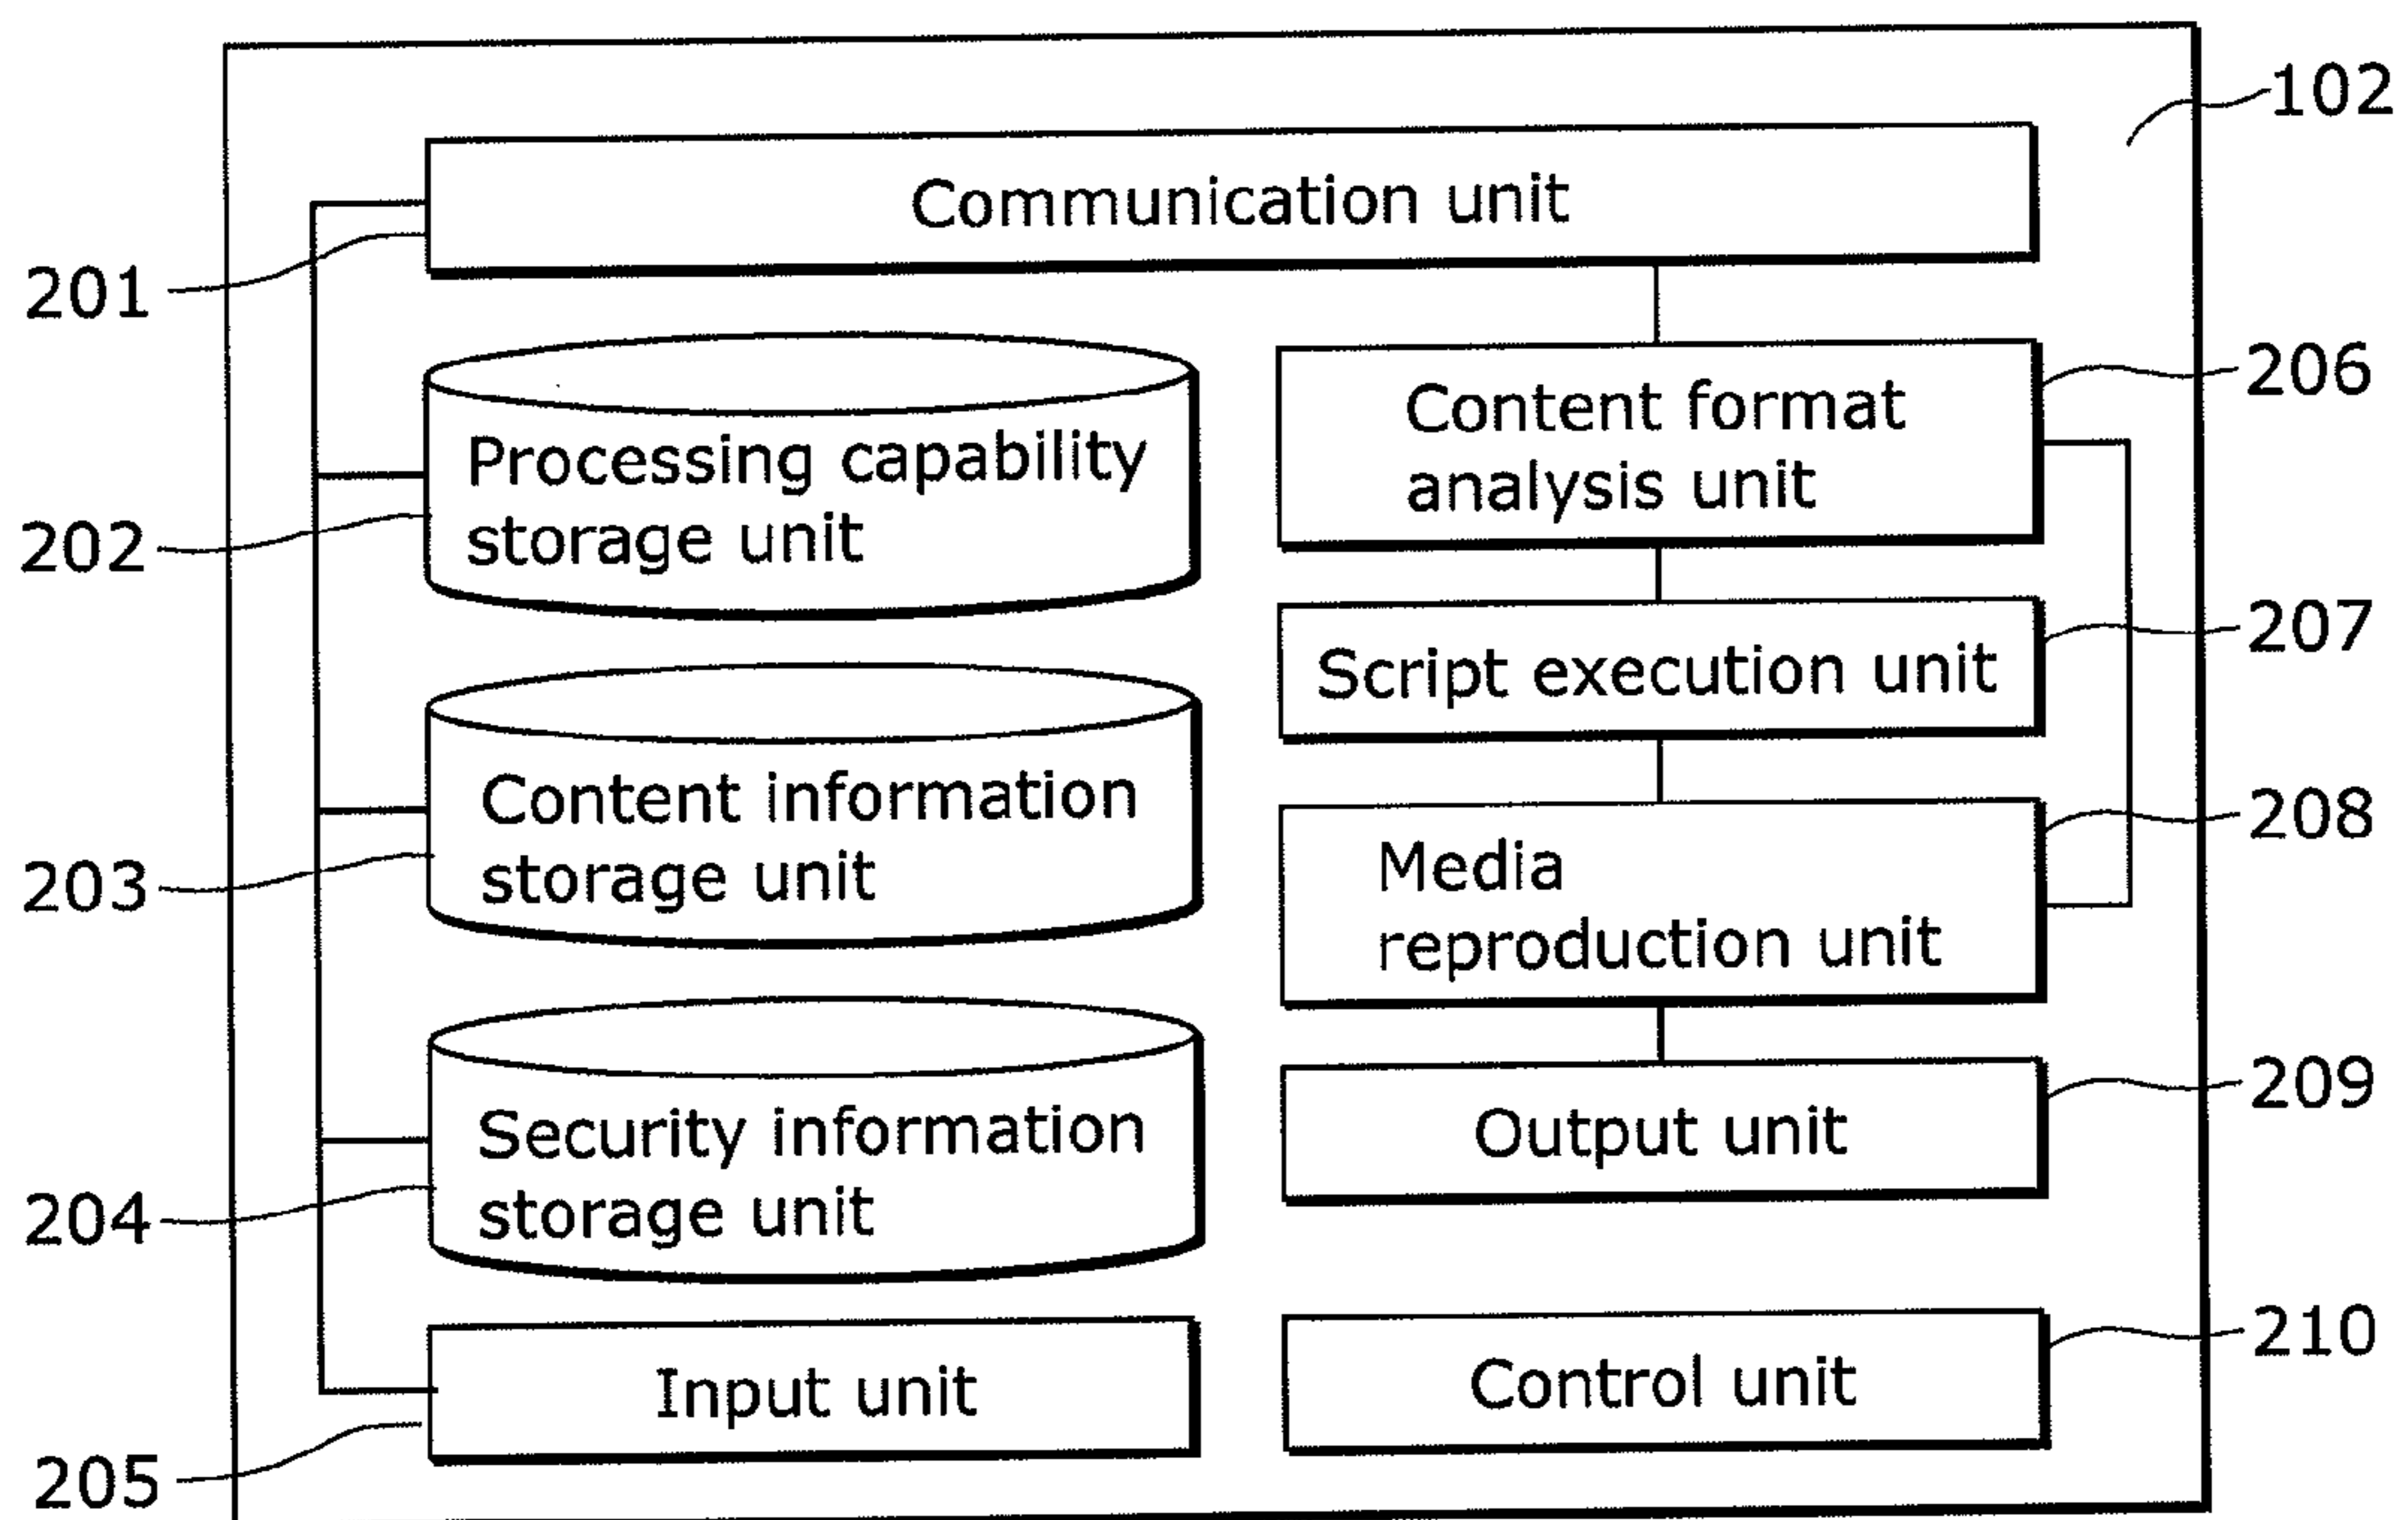 102
Communication unit
201
Processing capability
storage unit
202
Content format
analysis unit
206
Script execution unit
207
Content information
storage unit
203
Media
reproduction unit
208
Security information
storage unit
204
Output unit
209
Input unit
205
Control unit
210